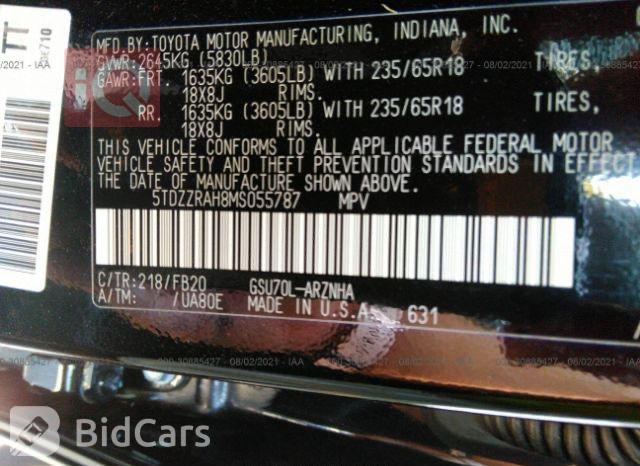 TT
MFD.BY:TOYOTA MOTOR MANUFACTURING, INDIANA, INC.
GVWR:2645KG (5830LB)
GAWR:FRT. 1635KG (3605LB) WITH 235/65R18 TIRES,
18X8J RIMS.
RR. 1635KG (3605LB) WITH 235/65R18 TIRES,
18X8J RIMS.
THIS VEHICLE CONFORMS TO ALL APPLICABLE FEDERAL MOTOR
VEHICLE SAFETY AND THEFT PREVENTION STANDARDS IN EFFECT
THE DATE OF MANUFACTURE SHOWN ABOVE.
5TDZZRAH8MS055787 MPV
C/TR:218/FB20 GSU70L-ARZNHA
A/TM: /UA80E MADE IN U.S.A. 631
30885427 - 08/02/2021 - IAA
BidCars